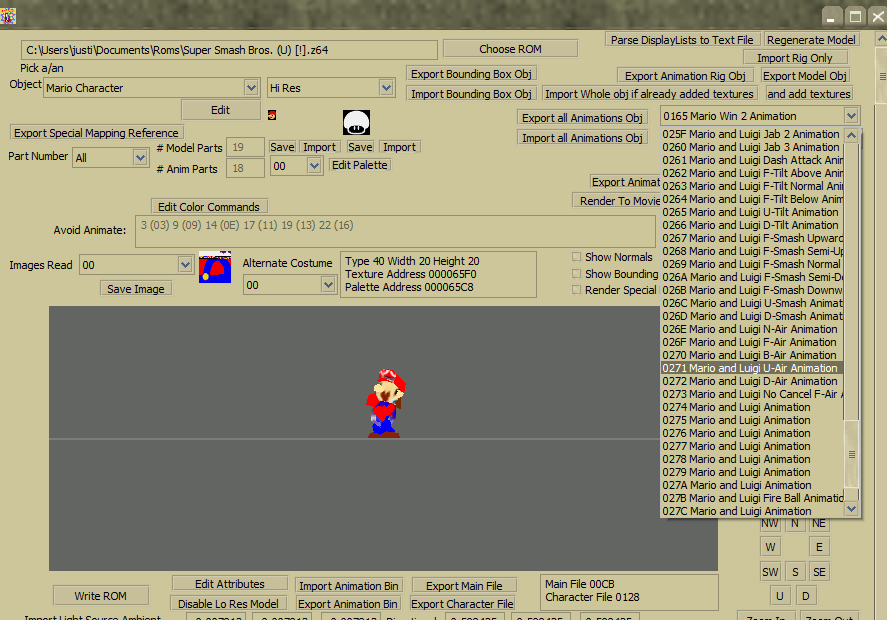 C:\Users\justi\Documents\Roms\Super Smash Bros. (U) [!].z64
Choose ROM
Parse DisplayLists to Text File
Regenerate Model
Pick a/an
Object
Mario Character
Hi Res
Export Bounding Box Obj
Import Rig Only
Export Animation Rig Obj
Export Model Obj
Import Bounding Box Obj
Import Whole obj if already added textures
and add textures
Edit
Export all Animations Obj
0165 Mario Win 2 Animation
Export Special Mapping Reference
Import all Animations Obj
Part Number
All
# Model Parts
19
Save
Import
Save
Import
# Anim Parts
18
00
Edit Palette
Export Animat
Render To Movie
Edit Color Commands
Avoid Animate:
3 (03) 9 (09) 14 (0E) 17 (11) 19 (13) 22 (16)
Images Read
00
Alternate Costume
00
Save Image
Type 40 Width 20 Height 20
Texture Address 000065F0
Palette Address 000065C8
Show Normals
Show Bounding
Render Special
025F Mario and Luigi Jab 2 Animation
0260 Mario and Luigi Jab 3 Animation
0261 Mario and Luigi Dash Attack Anim
0262 Mario and Luigi F-Tilt Above Anim
0263 Mario and Luigi F-Tilt Normal Anim
0264 Mario and Luigi F-Tilt Below Anim
0265 Mario and Luigi U-Tilt Animation
0266 Mario and Luigi D-Tilt Animation
0267 Mario and Luigi F-Smash Upward
0268 Mario and Luigi F-Smash Semi-Up
0269 Mario and Luigi F-Smash Normal
026A Mario and Luigi F-Smash Semi-De
026B Mario and Luigi F-Smash Downw
026C Mario and Luigi U-Smash Animat
026D Mario and Luigi D-Smash Animat
026E Mario and Luigi N-Air Animation
026F Mario and Luigi F-Air Animation
0270 Mario and Luigi B-Air Animation
0271 Mario and Luigi U-Air Animation
0272 Mario and Luigi D-Air Animation
0273 Mario and Luigi No Cancel F-Air A
0274 Mario and Luigi Animation
0275 Mario and Luigi Animation
0276 Mario and Luigi Animation
0277 Mario and Luigi Animation
0278 Mario and Luigi Animation
0279 Mario and Luigi Animation
027A Mario and Luigi Animation
027B Mario and Luigi Fire Ball Animatio
027C Mario and Luigi Animation
NW N NE
W E
SW S SE
U D
Write ROM
Edit Attributes
Import Animation Bin
Export Main File
Disable Lo Res Model
Export Animation Bin
Export Character File
Main File 00CB
Character File 0128
Import Light Source Ambient
Zoom In
Zoom Out